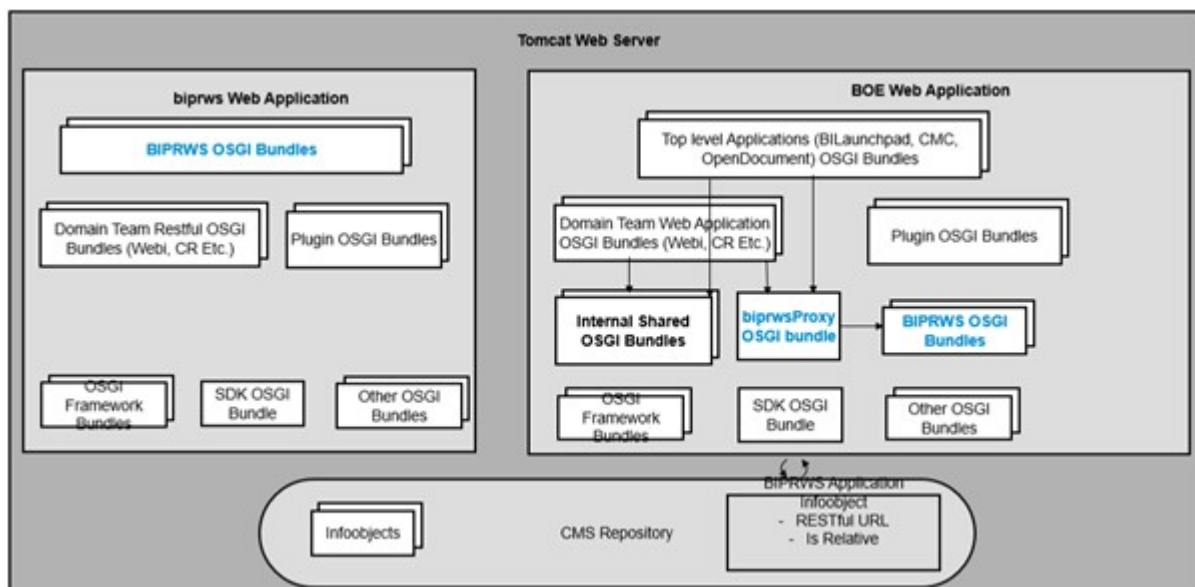 Tomcat Web Server
biprws Web Application
BIPRWS OSGI Bundles
Domain Team Restful OSGI
Bundles (Webi, CR Etc.)
Plugin OSGI Bundles
OSGI
Framework
Bundles
SDK OSGI
Bundle
Other OSGI
Bundles
BOE Web Application
Top level Applications (BILaunchpad, CMC,
OpenDocument) OSGI Bundles
Domain Team Web Application
OSGI Bundles (Webi, CR Etc.)
Plugin OSGI Bundles
Internal Shared
OSGI Bundles
biprwsProxy
OSGI bundle
BIPRWS OSGI
Bundles
OSGI
Framework
Bundles
SDK OSGI
Bundle
Other OSGI
Bundles
Infoobjects
CMS Repository
BIPRWS Application
Infoobject
- RESTful URL
- Is Relative